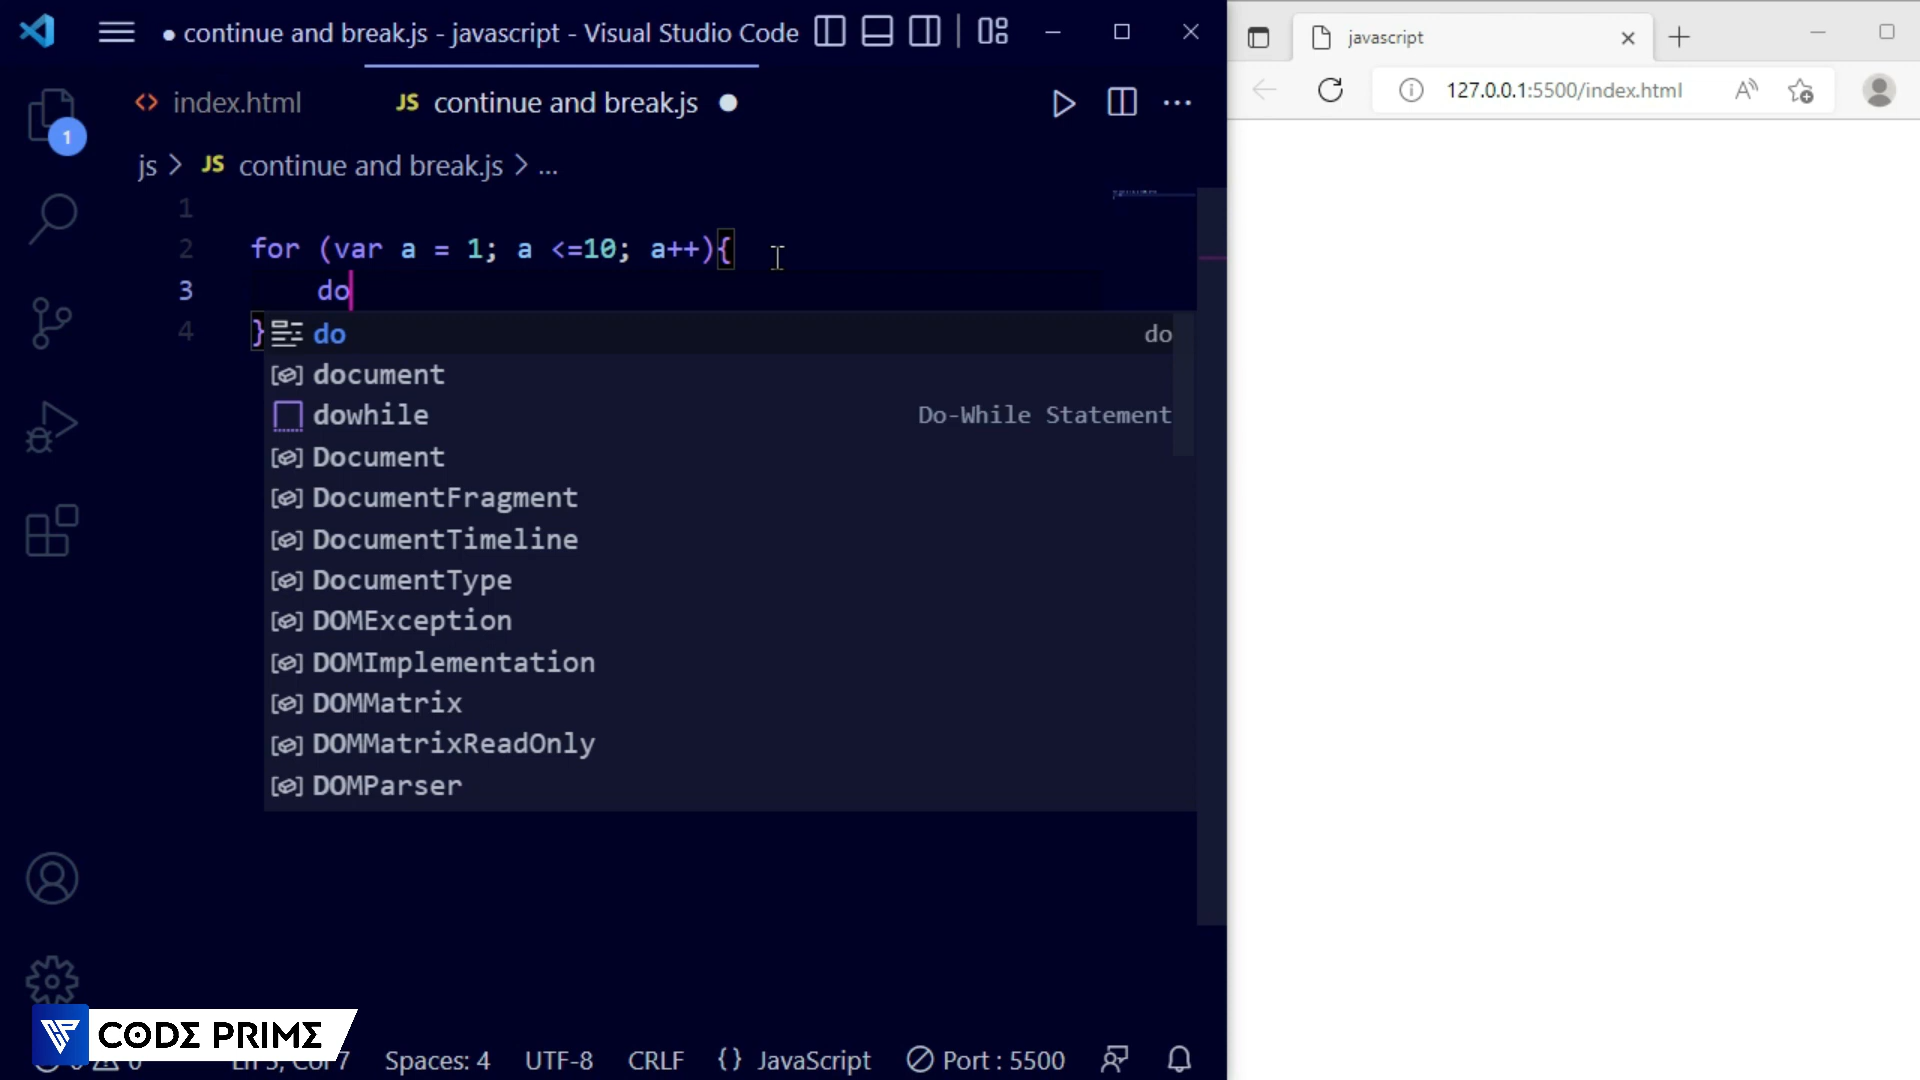 ● continue and break.js - javascript - Visual Studio Code
<> index.html
JS continue and break.js ●
js > JS continue and break.js > ...
1
1
2 for (var a = 1; a <=10; a++){
3 do
4 }
do do
document
dowhile Do-While Statement
Document
DocumentFragment
DocumentTimeline
DocumentType
DOMException
DOMImplementation
DOMMatrix
DOMMatrixReadOnly
DOMParser
CODΣ PRIMΣ
Spaces: 4 UTF-8 CRLF {} JavaScript Port : 5500
javascript
127.0.0.1:5500/index.html